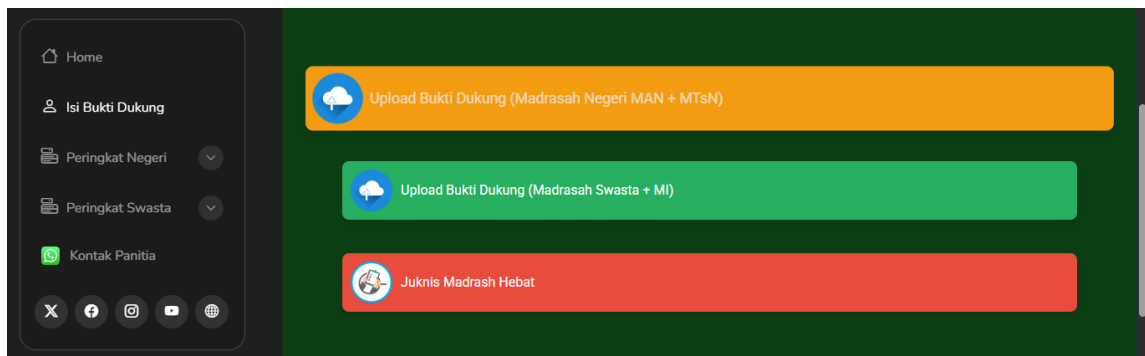 Home
Isi Bukti Dukung
Peringkat Negeri
Peringkat Swasta
Kontak Panitia
Upload Bukti Dukung (Madrasah Negeri MAN + MTsN)
Upload Bukti Dukung (Madrasah Swasta + MI)
Juknis Madrash Hebat